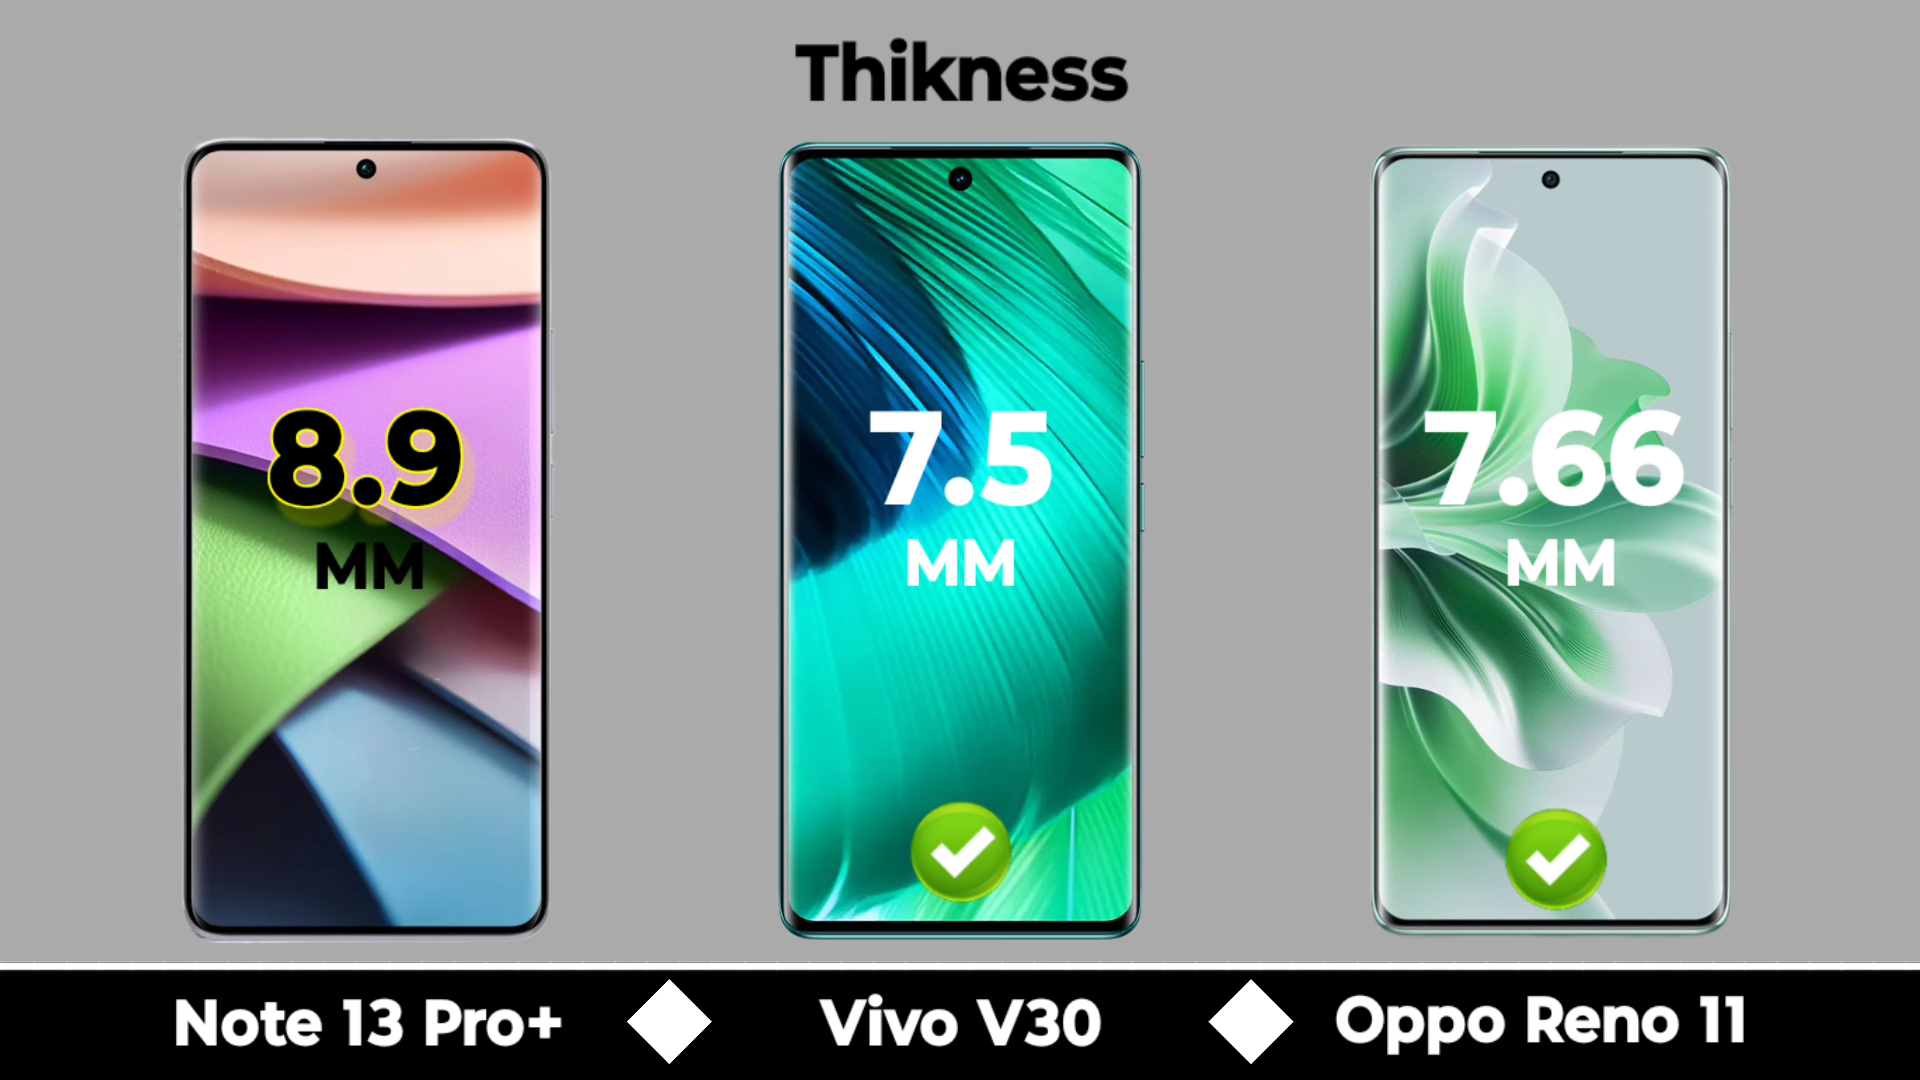 Thikness
8.9
MM
7.5
MM
7.66
MM
Note 13 Pro+
Vivo V30
Oppo Reno 11